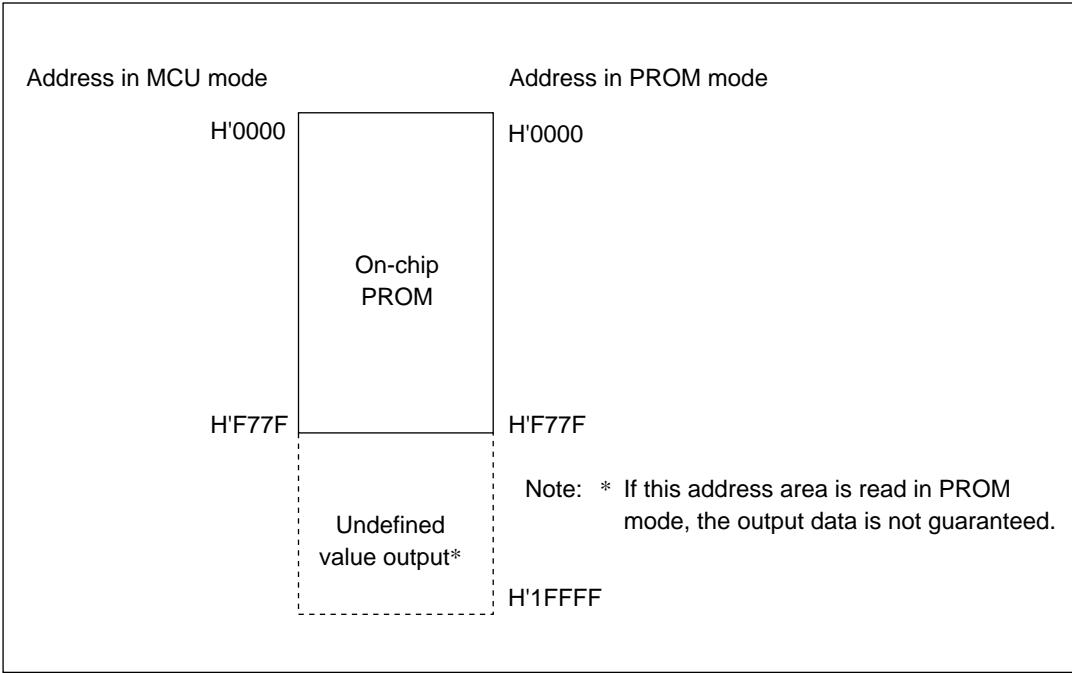 Address in MCU mode
Address in PROM mode
H'0000
H'0000
On-chip
PROM
H'F77F
H'F77F
Note: * If this address area is read in PROM
mode, the output data is not guaranteed.
Undefined
value output*
H'1FFFF